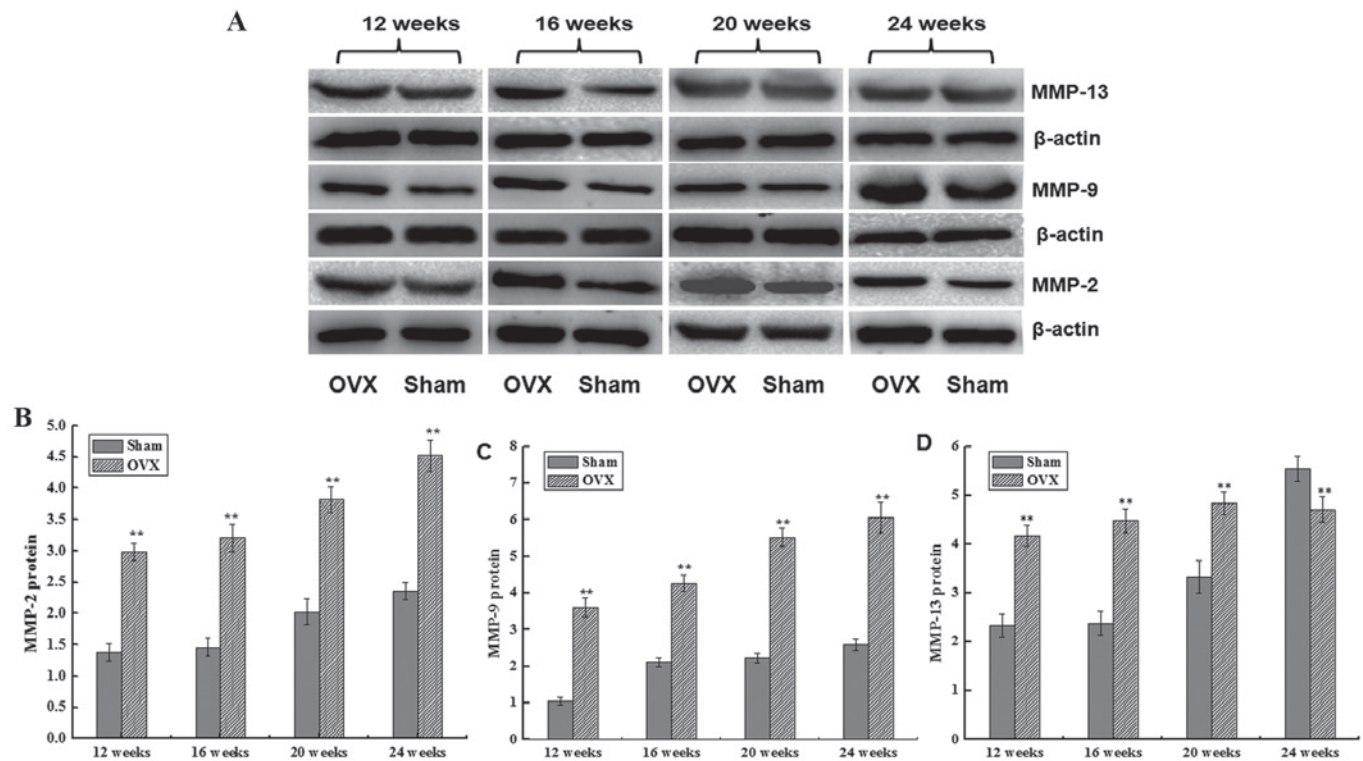 A
12 weeks 16 weeks 20 weeks 24 weeks
MMP-13
β-actin
MMP-9
β-actin
MMP-2
β-actin
OVX Sham OVX Sham OVX Sham OVX Sham
B
MMP-2 protein
5.0
4.5
4.0
3.5
3.0
2.5
2.0
1.5
1.0
0.5
0.0
Sham
OVX
**
**
**
**
12 weeks 16 weeks 20 weeks 24 weeks
C
MMP-9 protein
8
7
6
5
4
3
2
1
0
Sham
OVX
**
**
**
**
12 weeks 16 weeks 20 weeks 24 weeks
D
MMP-13 protein
6
5
4
3
2
1
0
Sham
OVX
**
**
**
**
12 weeks 16 weeks 20 weeks 24 weeks